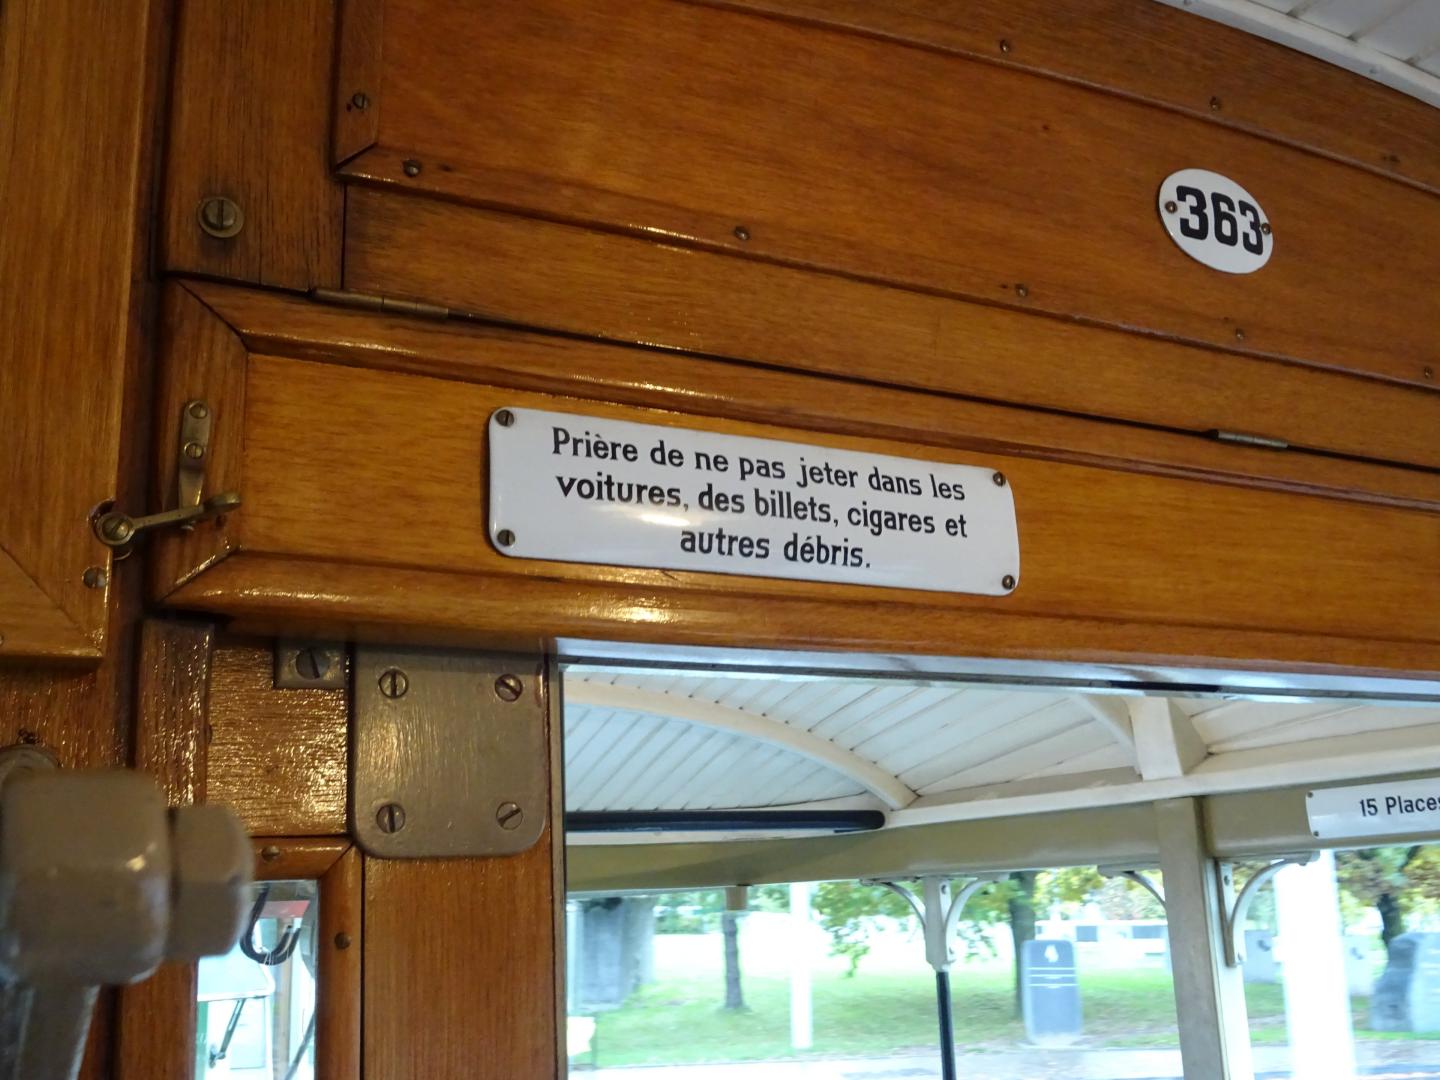 363
Prière de ne pas jeter dans les
voitures, des billets, cigares et
autres débris.
15 Places